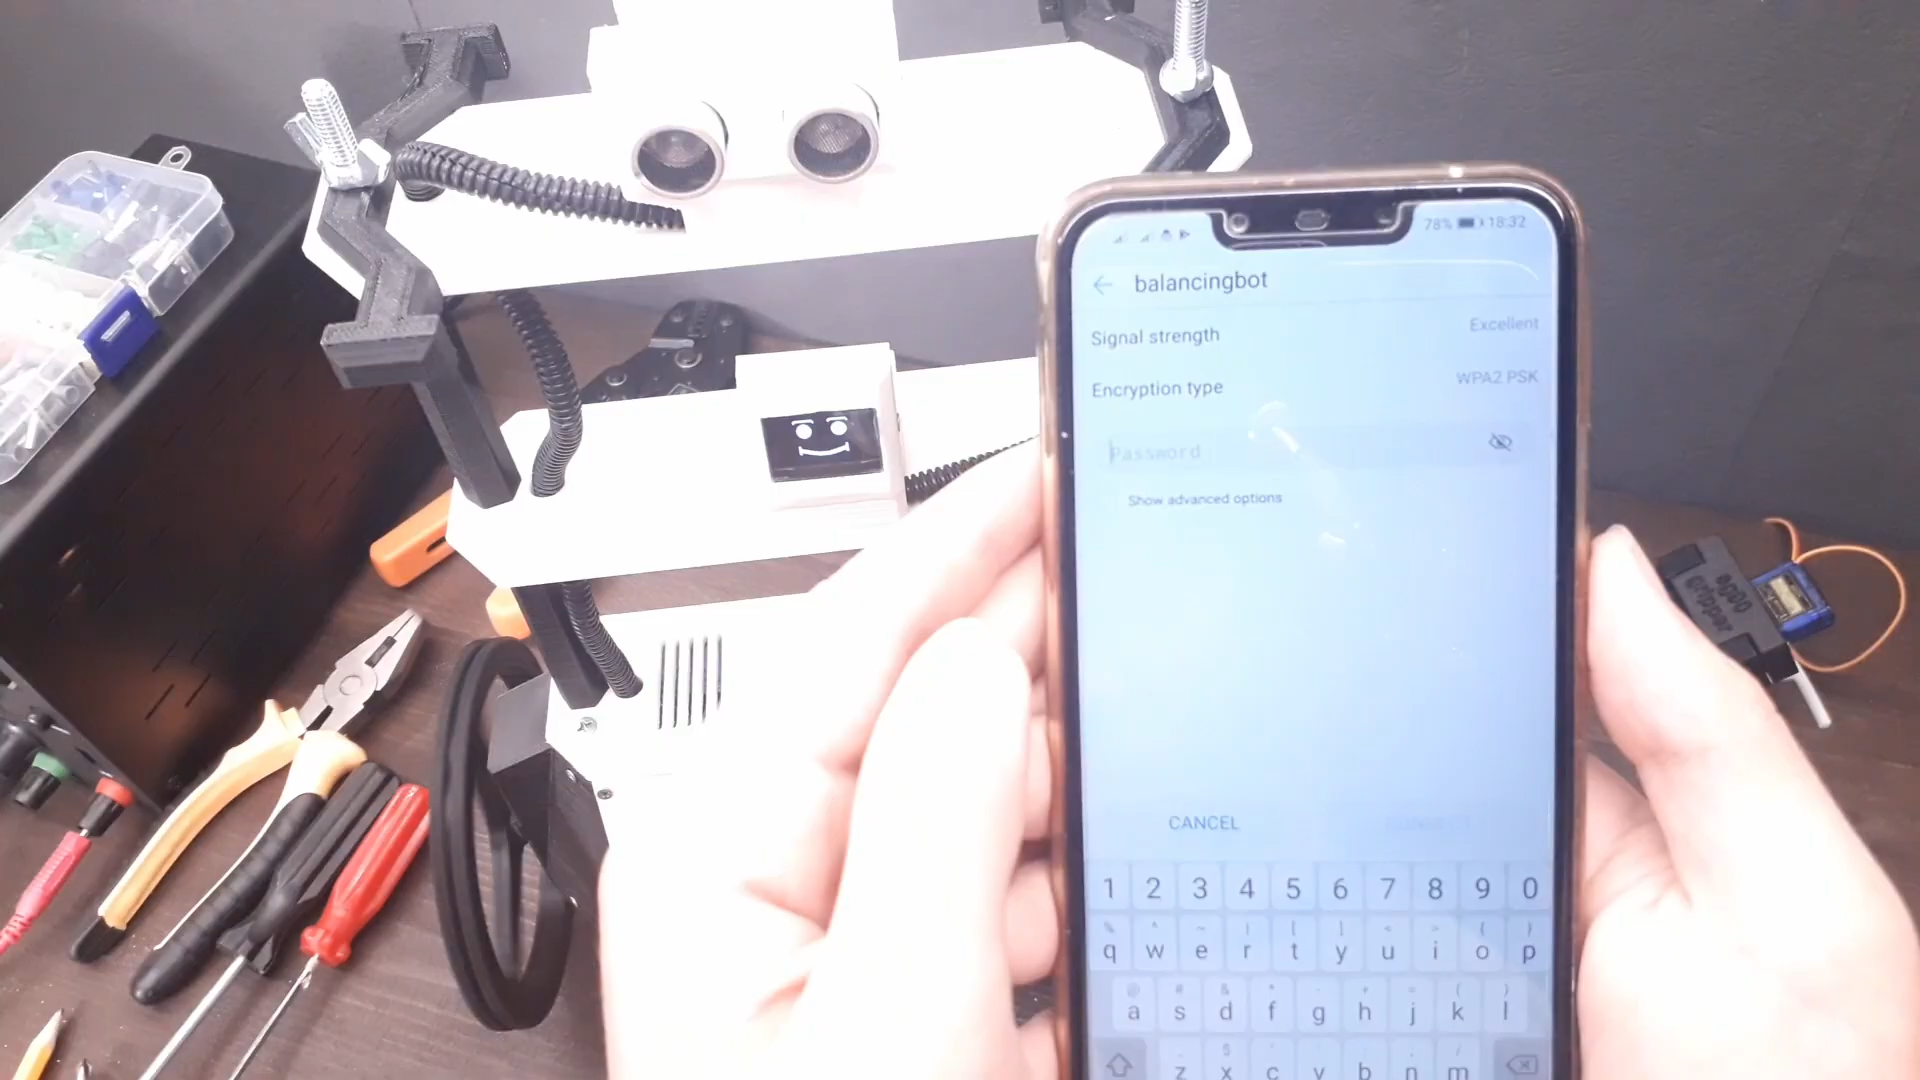 78% 18:32
balancingbot
Signal strength Excellent
Encryption type WPA2 PSK
Password
Show advanced options
CANCEL
1 2 3 4 5 6 7 8 9 0
q w e r t y u i o p
a s d f g h j k l
z x c v b n m